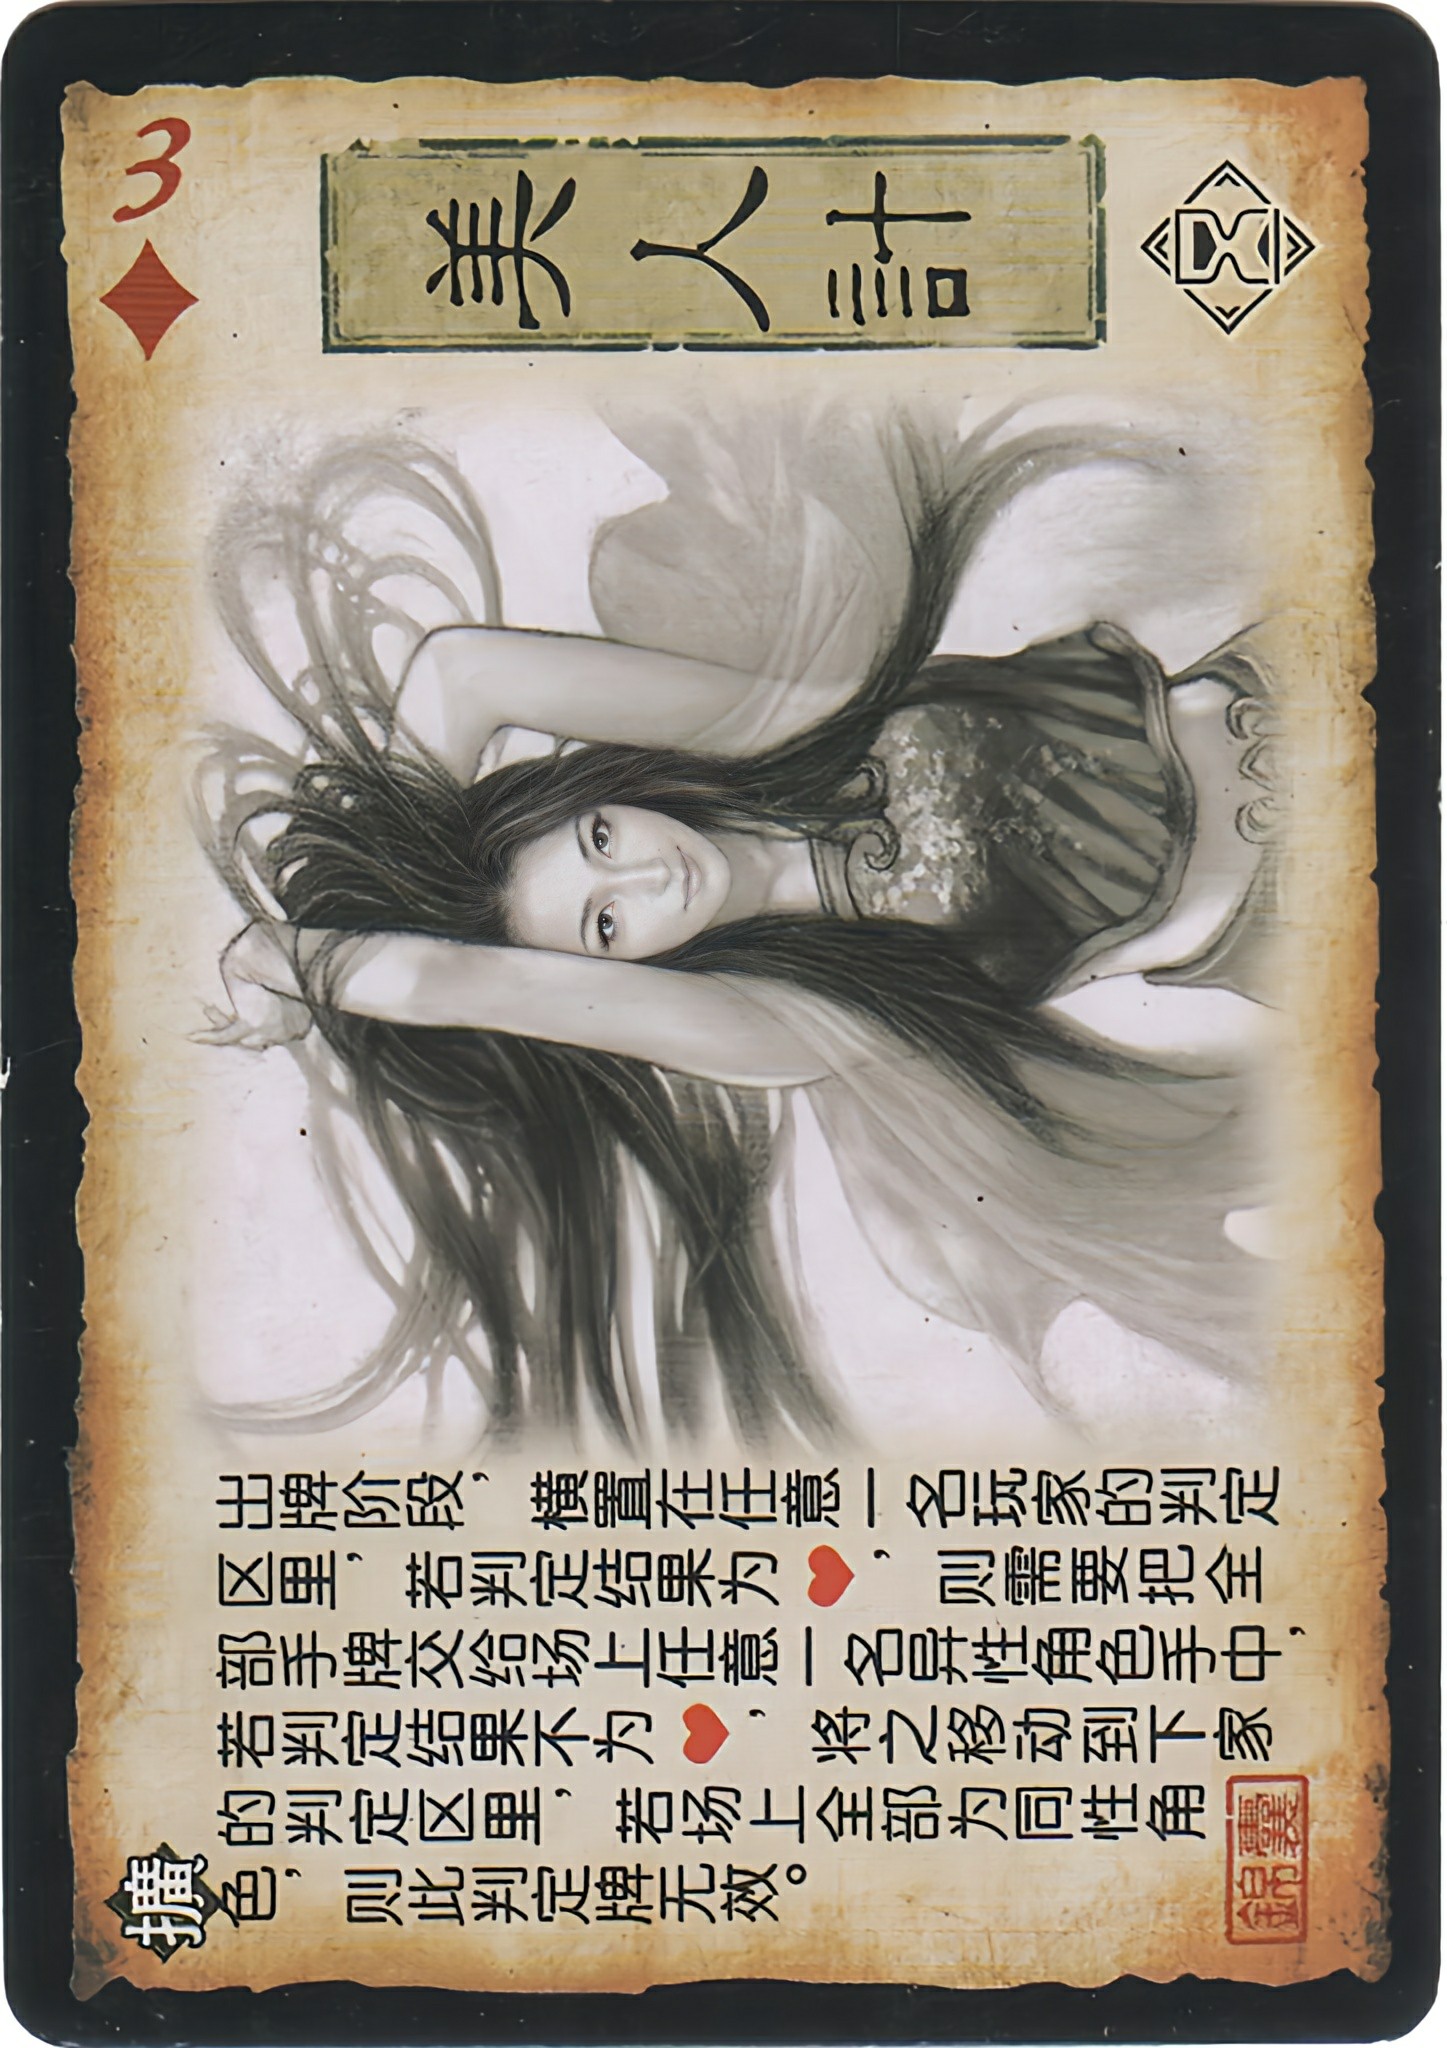 3
美人計
出牌阶段，横置在任意一名玩家的判定
区里，若判定结果为♥，则需要把全
部手牌交给场上任意一名异性角色手中，
若判定结果不为♥，将之移动到下家
的判定区里，若场上全部为同性角
色，则此判定牌无效。
擴
錦囊